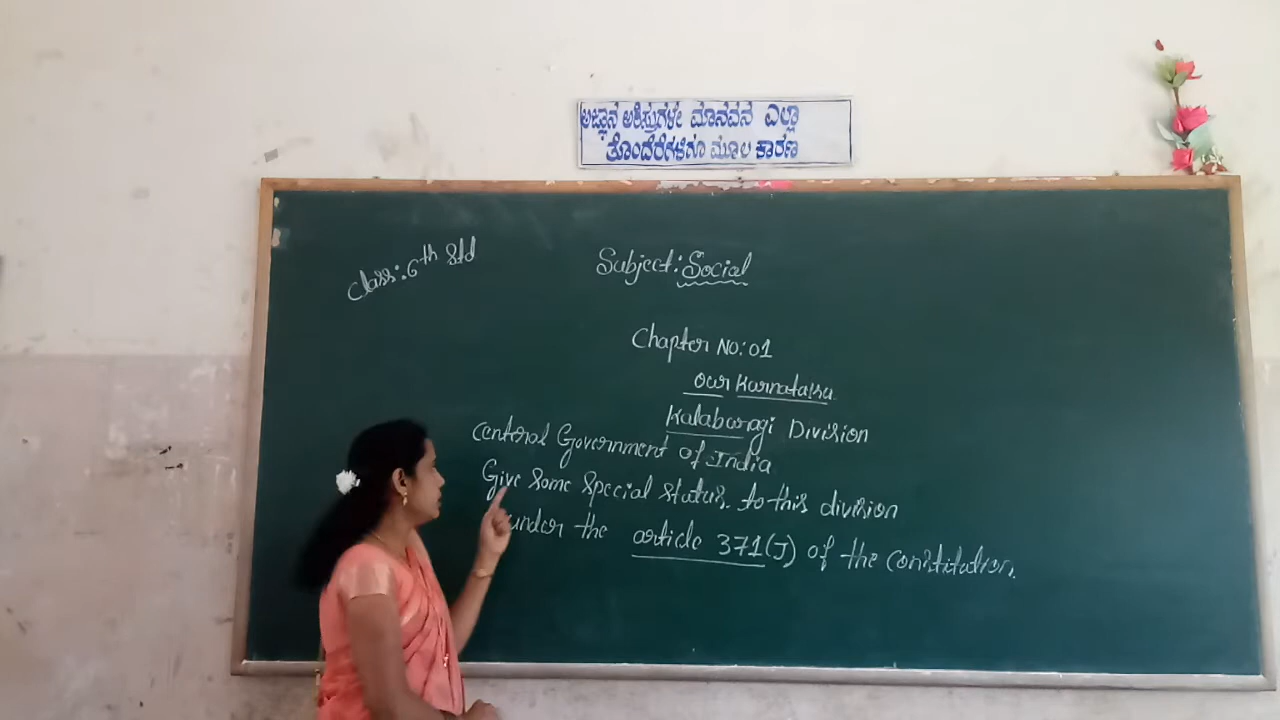 ಅಜ್ಞಾನ ಅಶಿಸ್ತುಗಳೇ ಮಾನವನ ಎಲ್ಲಾ
ತೊಂದರೆಗಳಿಗೂ ಮೂಲ ಕಾರಣ
Class: 6th Std
Subject: Social
Chapter No: 01
Our Karnataka
Kalaburagi Division
Central Government of India
Give some special status to this division
under the article 371(J) of the constitution.